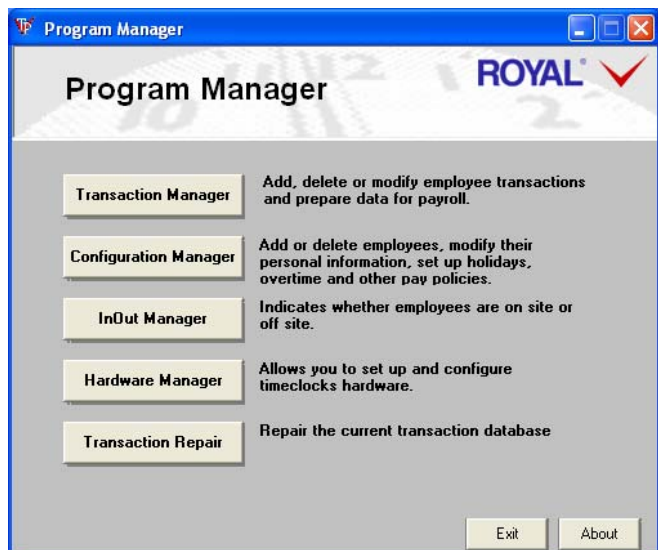 Program Manager
Program Manager
ROYAL
Transaction Manager
Add, delete or modify employee transactions
and prepare data for payroll.
Configuration Manager
Add or delete employees, modify their
personal information, set up holidays,
overtime and other pay policies.
InOut Manager
Indicates whether employees are on site or
off site.
Hardware Manager
Allows you to set up and configure
timeclocks hardware.
Transaction Repair
Repair the current transaction database
Exit
About